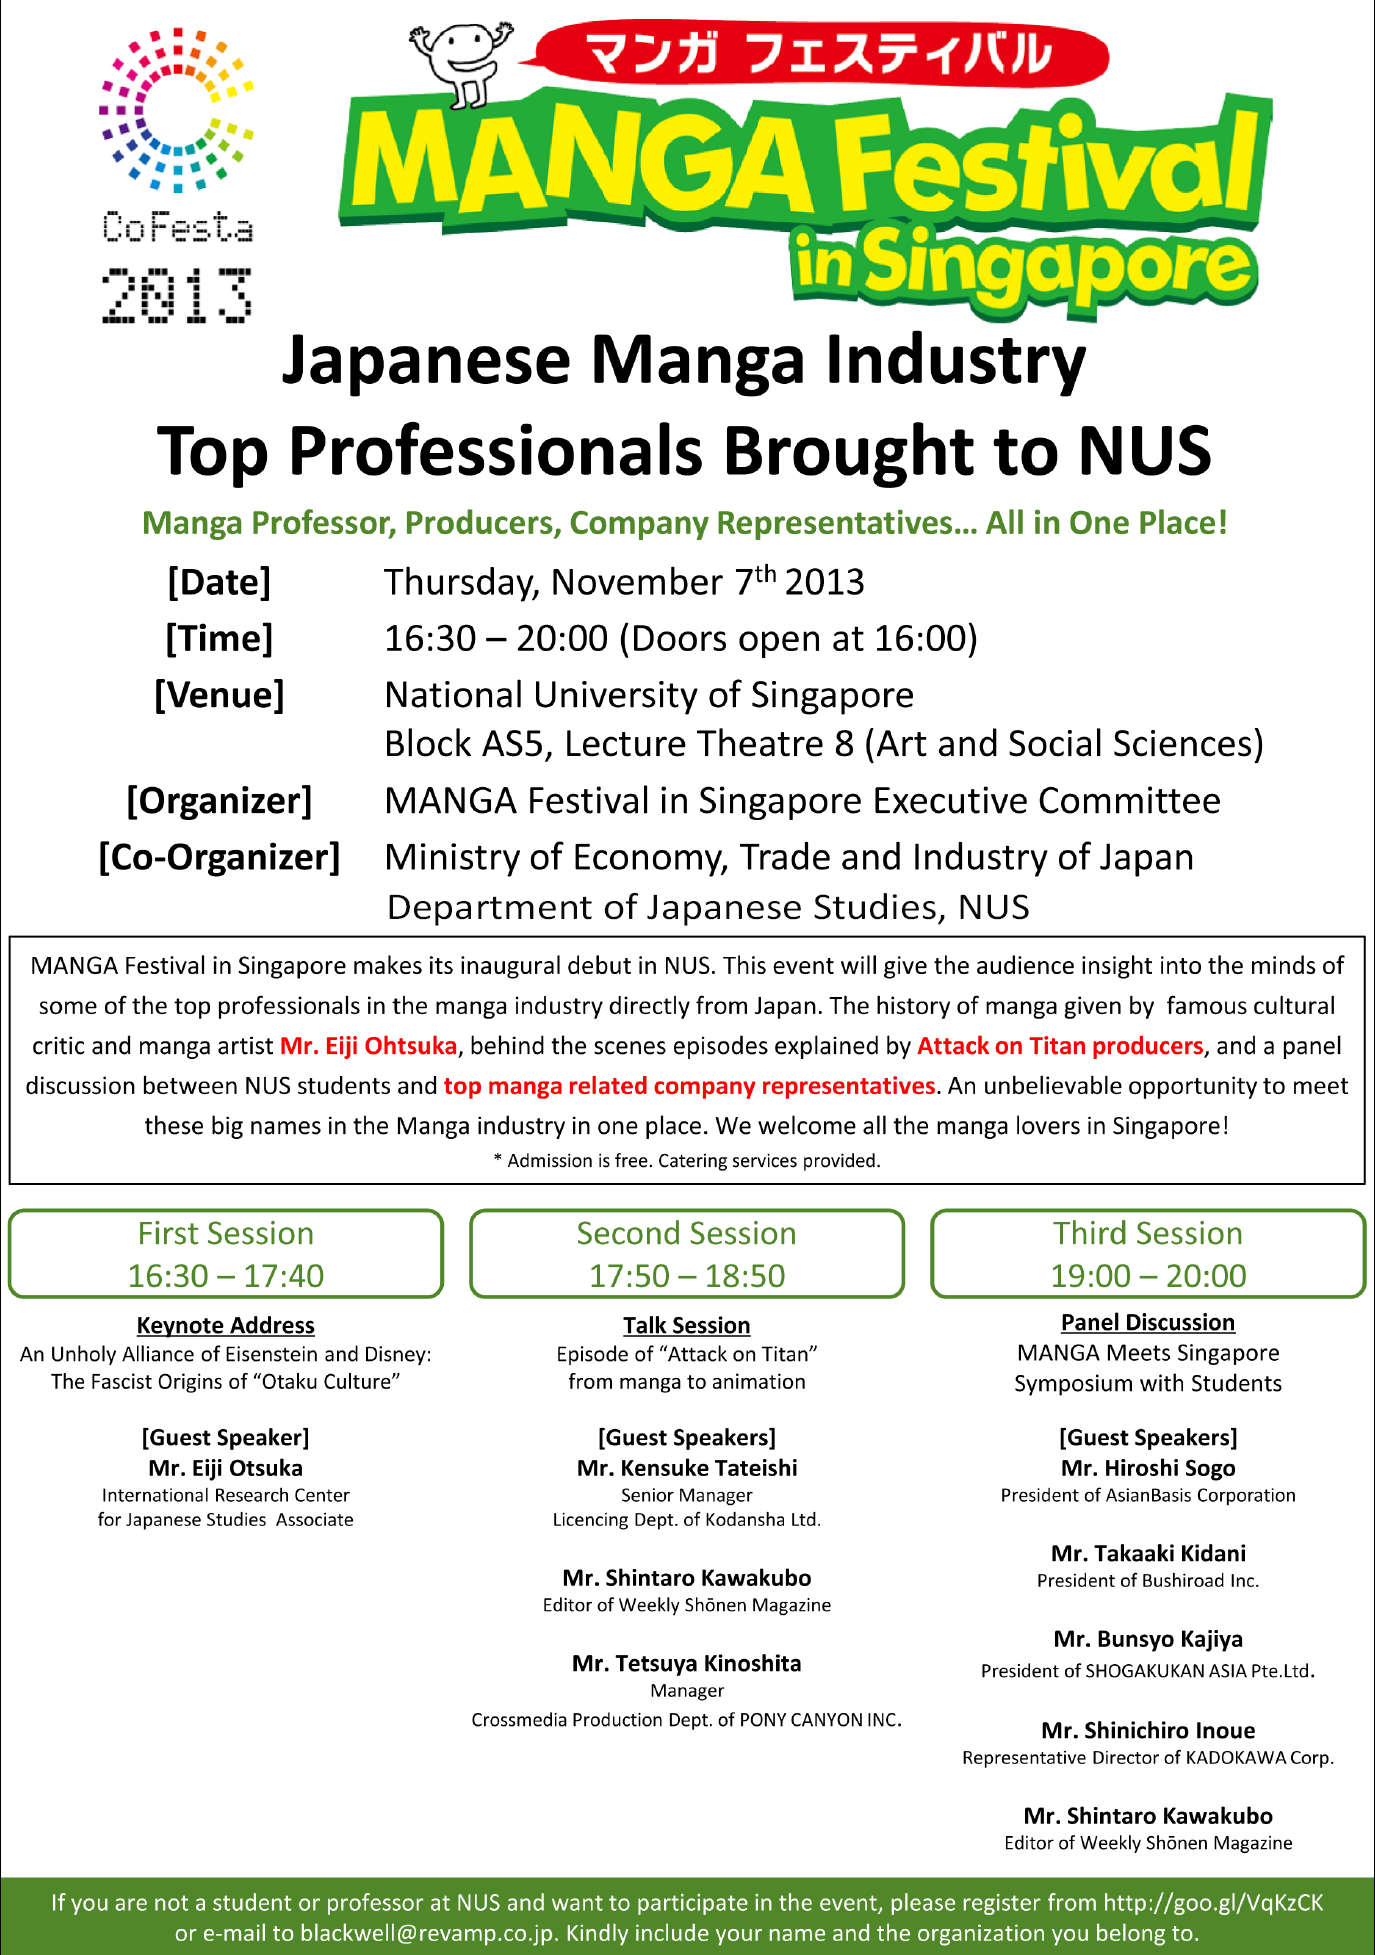 マンガ フェスティバル
MANGA Festival
in Singapore
CoFesta
2013
Japanese Manga Industry
Top Professionals Brought to NUS
Manga Professor, Producers, Company Representatives... All in One Place!
[Date] Thursday, November 7th 2013
[Time] 16:30 – 20:00 (Doors open at 16:00)
[Venue] National University of Singapore
Block AS5, Lecture Theatre 8 (Art and Social Sciences)
[Organizer] MANGA Festival in Singapore Executive Committee
[Co-Organizer] Ministry of Economy, Trade and Industry of Japan
Department of Japanese Studies, NUS
MANGA Festival in Singapore makes its inaugural debut in NUS. This event will give the audience insight into the minds of
some of the top professionals in the manga industry directly from Japan. The history of manga given by famous cultural
critic and manga artist Mr. Eiji Ohtsuka, behind the scenes episodes explained by Attack on Titan producers, and a panel
discussion between NUS students and top manga related company representatives. An unbelievable opportunity to meet
these big names in the Manga industry in one place. We welcome all the manga lovers in Singapore!
* Admission is free. Catering services provided.
First Session
16:30 – 17:40
Keynote Address
An Unholy Alliance of Eisenstein and Disney:
The Fascist Origins of “Otaku Culture”
[Guest Speaker]
Mr. Eiji Otsuka
International Research Center
for Japanese Studies Associate
Second Session
17:50 – 18:50
Talk Session
Episode of “Attack on Titan”
from manga to animation
[Guest Speakers]
Mr. Kensuke Tateishi
Senior Manager
Licencing Dept. of Kodansha Ltd.
Mr. Shintaro Kawakubo
Editor of Weekly Shōnen Magazine
Mr. Tetsuya Kinoshita
Manager
Crossmedia Production Dept. of PONY CANYON INC.
Third Session
19:00 – 20:00
Panel Discussion
MANGA Meets Singapore
Symposium with Students
[Guest Speakers]
Mr. Hiroshi Sogo
President of AsianBasis Corporation
Mr. Takaaki Kidani
President of Bushiroad Inc.
Mr. Bunsyo Kajiya
President of SHOGAKUKAN ASIA Pte.Ltd.
Mr. Shinichiro Inoue
Representative Director of KADOKAWA Corp.
Mr. Shintaro Kawakubo
Editor of Weekly Shōnen Magazine
If you are not a student or professor at NUS and want to participate in the event, please register from http://goo.gl/VqKzCK
or e-mail to blackwell@revamp.co.jp. Kindly include your name and the organization you belong to.